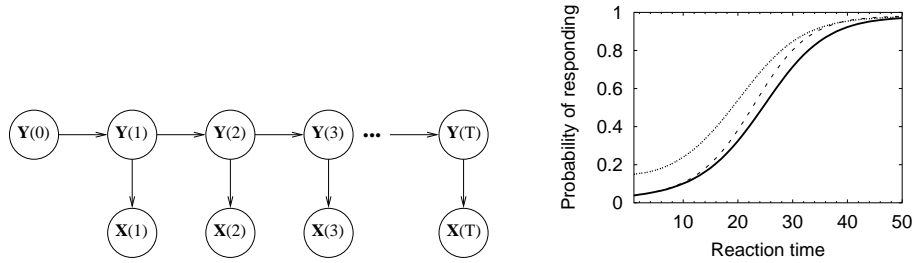 Y(0) Y(1) Y(2) Y(3) ... Y(T)
X(1) X(2) X(3) X(T)
Probability of responding
1
0.8
0.6
0.4
0.2
0
10 20 30 40 50
Reaction time